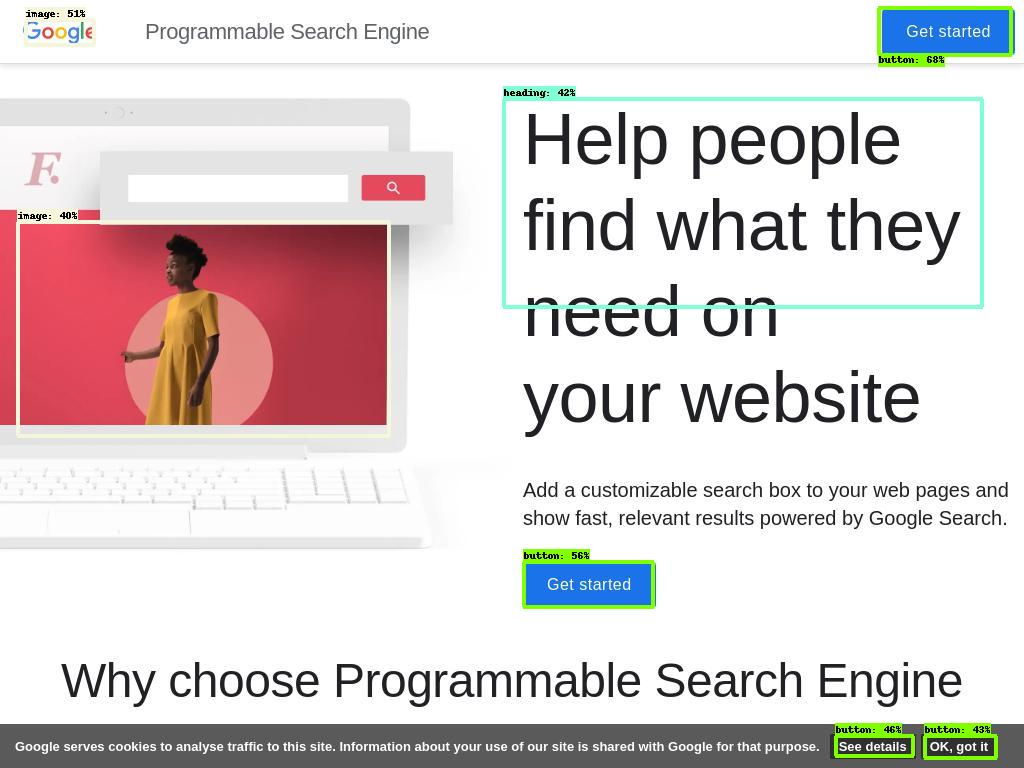 image: 51%
Google
Programmable Search Engine
Get started
button: 68%
heading: 42%
Help people
find what they
need on
your website
F.
image: 40%
Add a customizable search box to your web pages and
show fast, relevant results powered by Google Search.
button: 56%
Get started
Why choose Programmable Search Engine
button: 46%
button: 43%
Google serves cookies to analyse traffic to this site. Information about your use of our site is shared with Google for that purpose.
See details
OK, got it